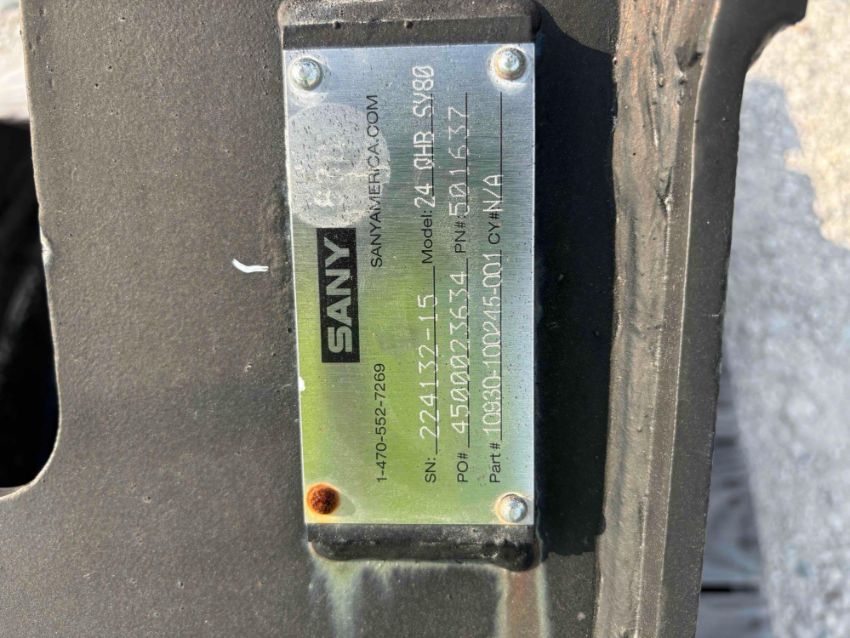 SANY
1-470-552-7269 SANYAMERICA.COM
SN: 224132-15 Model: 24 QHB SY80
PO# 4500023634 PN# 501637
Part # 10930-100245-001 CY# N/A